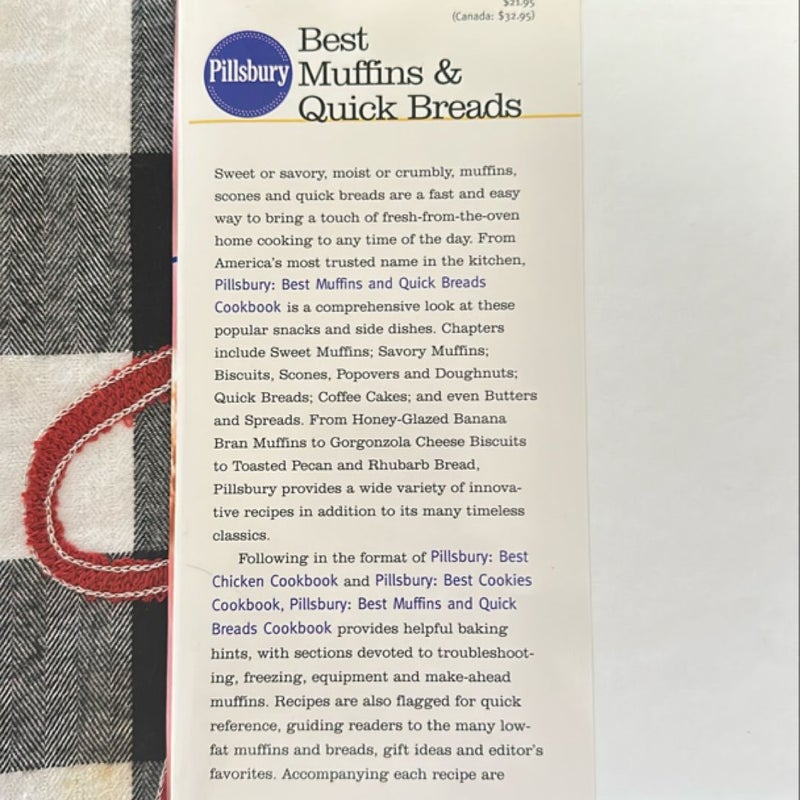 $21.95
(Canada: $32.95)
Pillsbury
Best
Muffins &
Quick Breads
Sweet or savory, moist or crumbly, muffins,
scones and quick breads are a fast and easy
way to bring a touch of fresh-from-the-oven
home cooking to any time of the day. From
America's most trusted name in the kitchen,
Pillsbury: Best Muffins and Quick Breads
Cookbook is a comprehensive look at these
popular snacks and side dishes. Chapters
include Sweet Muffins; Savory Muffins;
Biscuits, Scones, Popovers and Doughnuts;
Quick Breads; Coffee Cakes; and even Butters
and Spreads. From Honey-Glazed Banana
Bran Muffins to Gorgonzola Cheese Biscuits
to Toasted Pecan and Rhubarb Bread,
Pillsbury provides a wide variety of innova-
tive recipes in addition to its many timeless
classics.
Following in the format of Pillsbury: Best
Chicken Cookbook and Pillsbury: Best Cookies
Cookbook, Pillsbury: Best Muffins and Quick
Breads Cookbook provides helpful baking
hints, with sections devoted to troubleshoot-
ing, freezing, equipment and make-ahead
muffins. Recipes are also flagged for quick
reference, guiding readers to the many low-
fat muffins and breads, gift ideas and editor's
favorites. Accompanying each recipe are